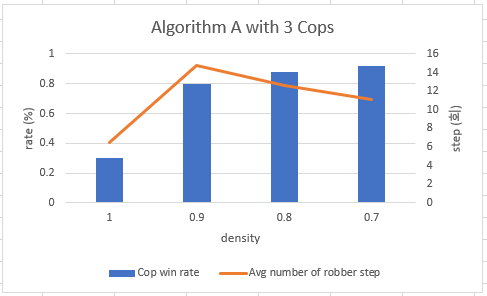 Algorithm A with 3 Cops
1
0.8
0.6
0.4
0.2
0
rate (%)
16
14
12
10
8
6
4
2
0
step (회)
1 0.9 0.8 0.7
density
Cop win rate Avg number of robber step